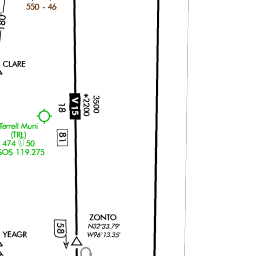 550 - 46
CLARE
V15
18
3500
*2200
Terrell Muni
(TRL)
474 50
119.275
81
58
ZONTO
N32°33.79'
W96°13.35'
YEAGR